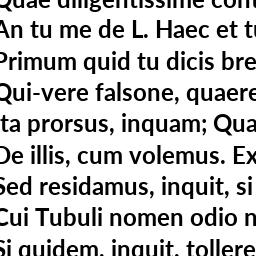 Quae diligentissime cont
An tu me de L. Haec et tu
Primum quid tu dicis bre
Qui-vere falsone, quaere
Ita prorsus, inquam; Qua
De illis, cum volemus. Ex
Sed residamus, inquit, si
Cui Tubuli nomen odio n
Si quidem, inquit, tollere